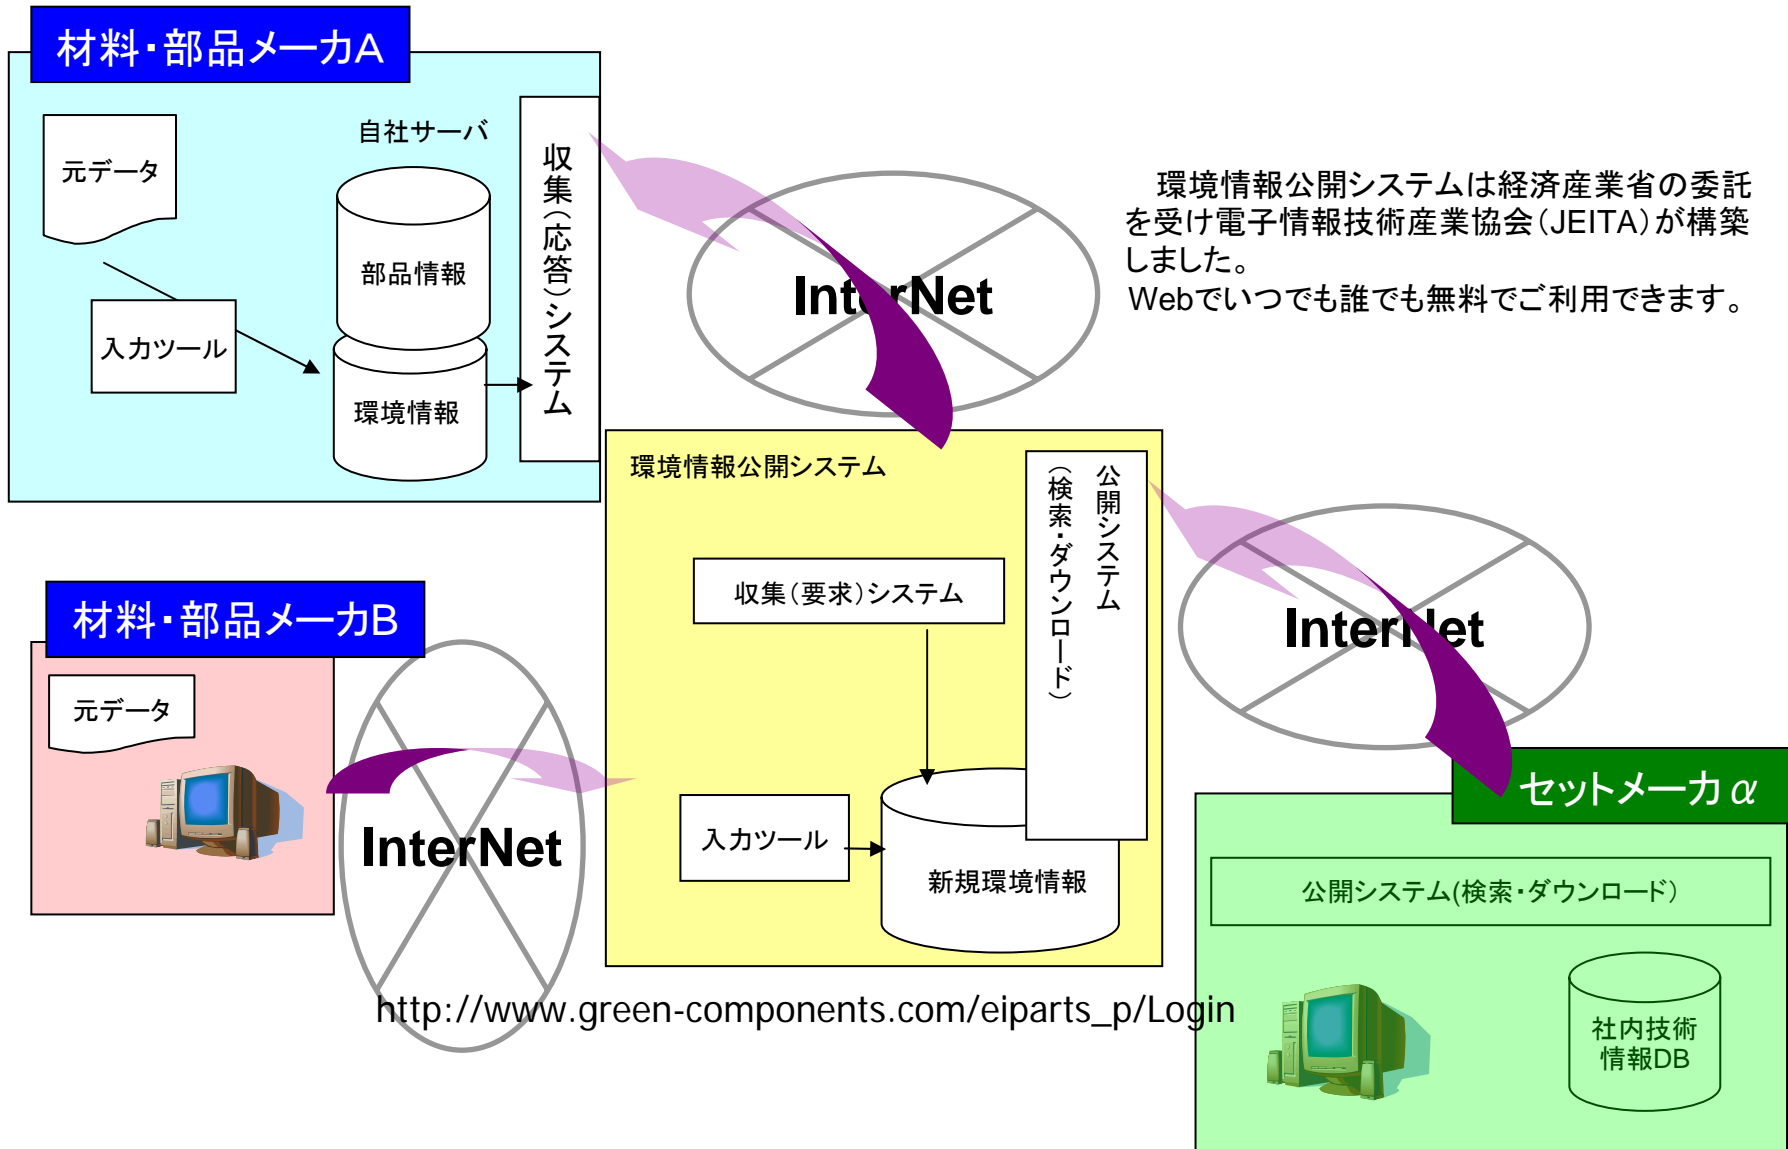 材料・部品メーカA
元データ
自社サーバ
部品情報
入力ツール
環境情報
収集（応答）システム
InterNet
環境情報公開システムは経済産業省の委託
を受け電子情報技術産業協会（JEITA）が構築
しました。
Webでいつでも誰でも無料でご利用できます。
環境情報公開システム
公開システム
（検索・ダウンロード）
収集（要求）システム
入力ツール
新規環境情報
InterNet
材料・部品メーカB
元データ
InterNet
セットメーカα
公開システム(検索・ダウンロード）
社内技術
情報DB
http://www.green-components.com/eiparts_p/Login